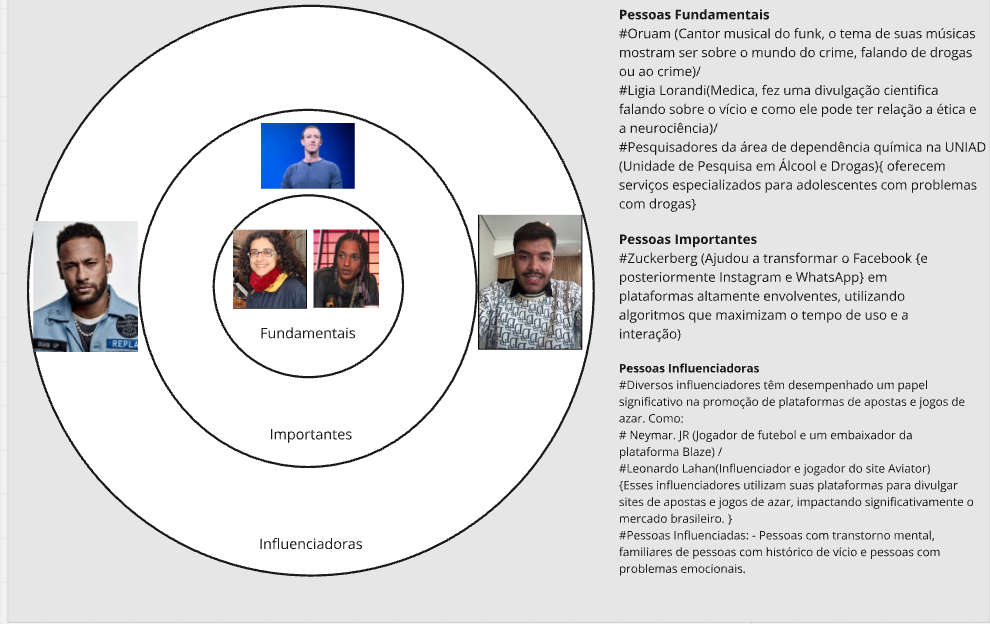 Pessoas Fundamentais
#Oruam (Cantor musical do funk, o tema de suas músicas
mostram ser sobre o mundo do crime, falando de drogas
ou ao crime)/
#Ligia Lorandi(Medica, fez uma divulgação cientifica
falando sobre o vício e como ele pode ter relação a ética e
a neurociência)/
#Pesquisadores da área de dependência química na UNIAD
(Unidade de Pesquisa em Álcool e Drogas){ oferecem
serviços especializados para adolescentes com problemas
com drogas}
Pessoas Importantes
#Zuckerberg (Ajudou a transformar o Facebook {e
posteriormente Instagram e WhatsApp} em
plataformas altamente envolventes, utilizando
algoritmos que maximizam o tempo de uso e a
interação)
Pessoas Influenciadoras
#Diversos influenciadores têm desempenhado um papel
significativo na promoção de plataformas de apostas e jogos de
azar. Como:
# Neymar. JR (Jogador de futebol e um embaixador da
plataforma Blaze) /
#Leonardo Lahan(Influenciador e jogador do site Aviator)
{Esses influenciadores utilizam suas plataformas para divulgar
sites de apostas e jogos de azar, impactando significativamente o
mercado brasileiro. }
#Pessoas Influenciadas: - Pessoas com transtorno mental,
familiares de pessoas com histórico de vício e pessoas com
problemas emocionais.
Fundamentais
Importantes
Influenciadoras
REPLA